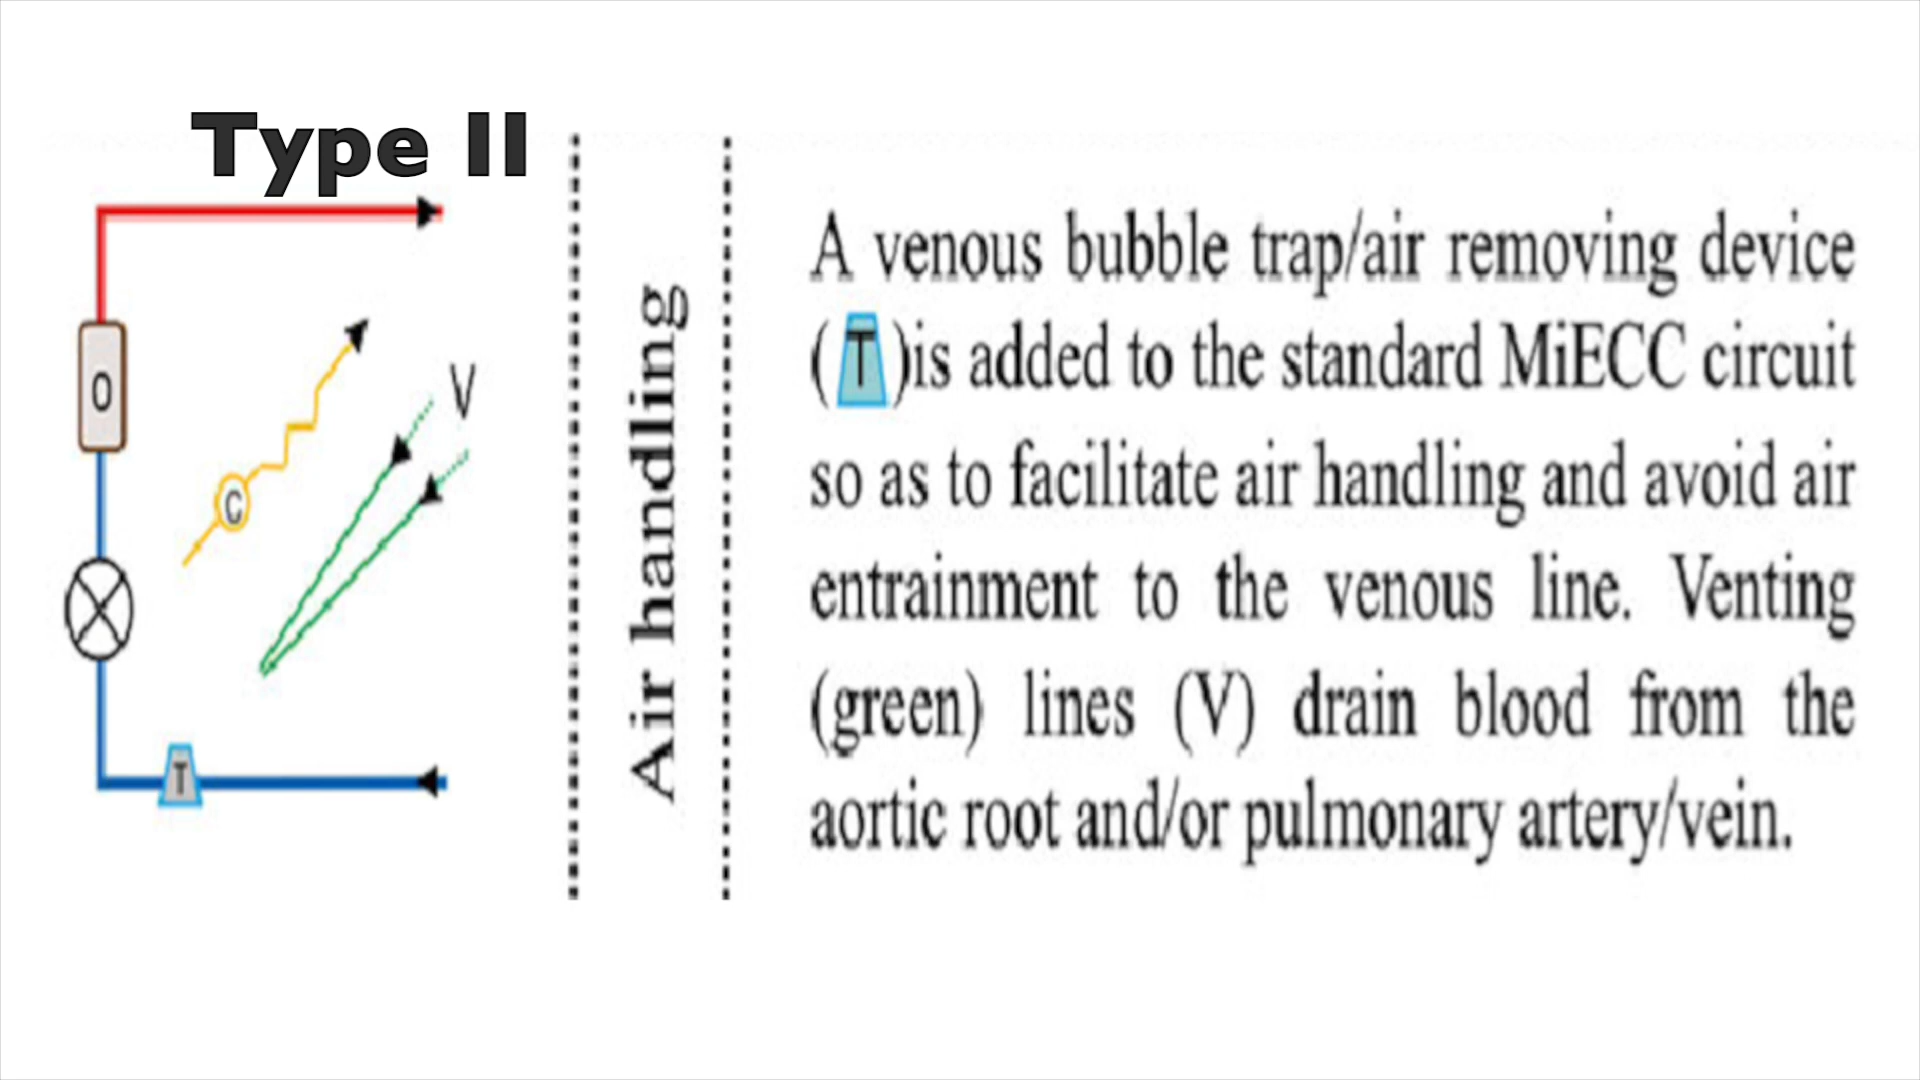 Type II
O
C
V
T
Air handling
A venous bubble trap/air removing device
(T)is added to the standard MiECC circuit
so as to facilitate air handling and avoid air
entrainment to the venous line. Venting
(green) lines (V) drain blood from the
aortic root and/or pulmonary artery/vein.